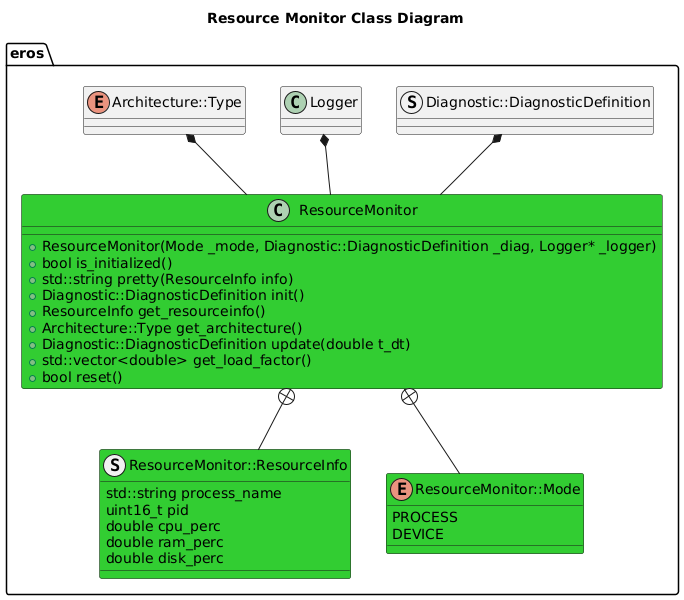 Resource Monitor Class Diagram
eros
E Architecture::Type
C Logger
S Diagnostic::DiagnosticDefinition
C ResourceMonitor
ResourceMonitor(Mode _mode, Diagnostic::DiagnosticDefinition _diag, Logger* _logger)
bool is_initialized()
std::string pretty(ResourceInfo info)
Diagnostic::DiagnosticDefinition init()
ResourceInfo get_resourceinfo()
Architecture::Type get_architecture()
Diagnostic::DiagnosticDefinition update(double t_dt)
std::vector<double> get_load_factor()
bool reset()
S ResourceMonitor::ResourceInfo
std::string process_name
uint16_t pid
double cpu_perc
double ram_perc
double disk_perc
E ResourceMonitor::Mode
PROCESS
DEVICE